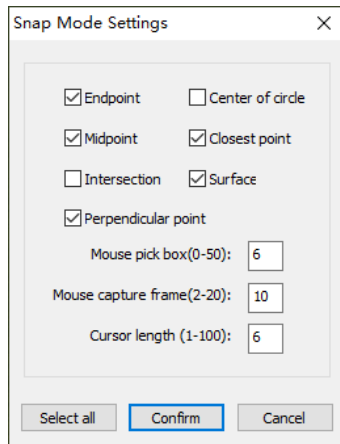 Snap Mode Settings
Endpoint Center of circle
Midpoint Closest point
Intersection Surface
Perpendicular point
Mouse pick box(0-50): 6
Mouse capture frame(2-20): 10
Cursor length (1-100): 6
Select all Confirm Cancel